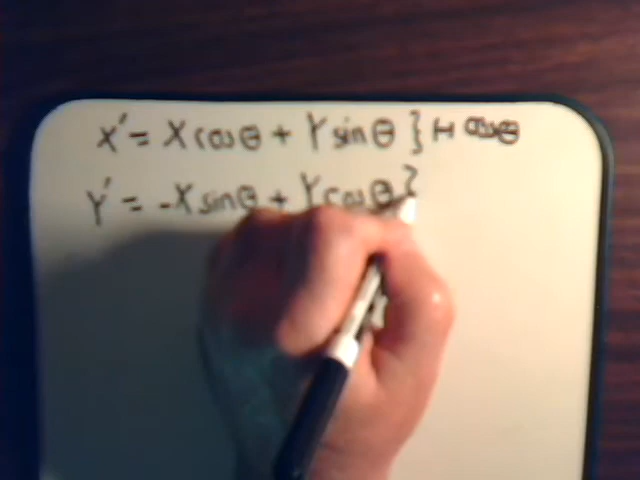 X' = X cos θ + Y sin θ } H cos θ
Y' = -X sin θ + Y cos θ }